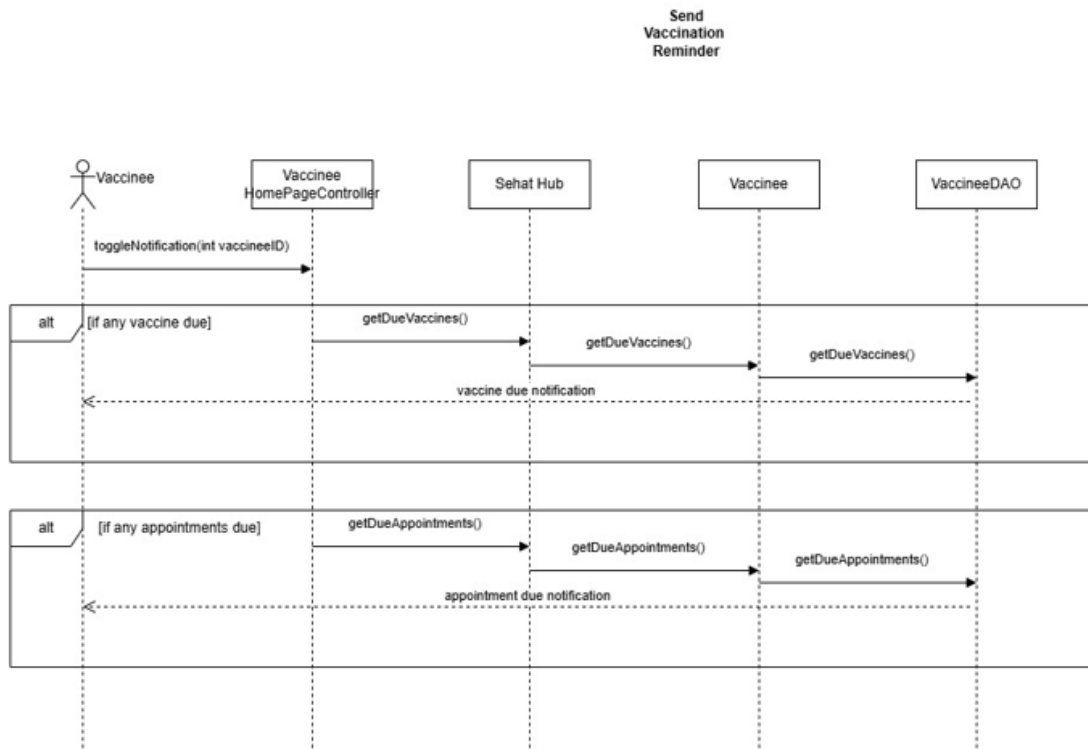 Send
Vaccination
Reminder
Vaccinee
Vaccinee
HomePageController
Sehat Hub
Vaccinee
VaccineeDAO
toggleNotification(int vaccineeID)
alt
[if any vaccine due]
getDueVaccines()
getDueVaccines()
getDueVaccines()
vaccine due notification
alt
[if any appointments due]
getDueAppointments()
getDueAppointments()
getDueAppointments()
appointment due notification